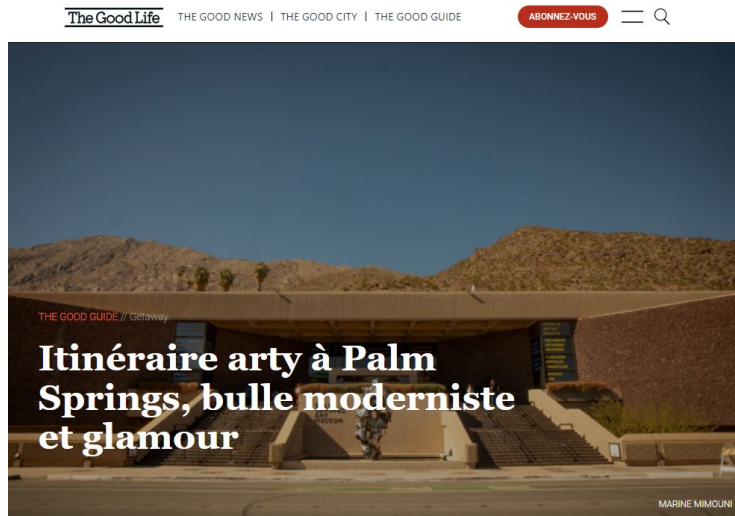 The Good Life THE GOOD NEWS | THE GOOD CITY | THE GOOD GUIDE ABONNEZ-VOUS
THE GOOD GUIDE // Getaway
Itinéraire arty à Palm
Springs, bulle moderniste
et glamour
MARINE MIMOUNI